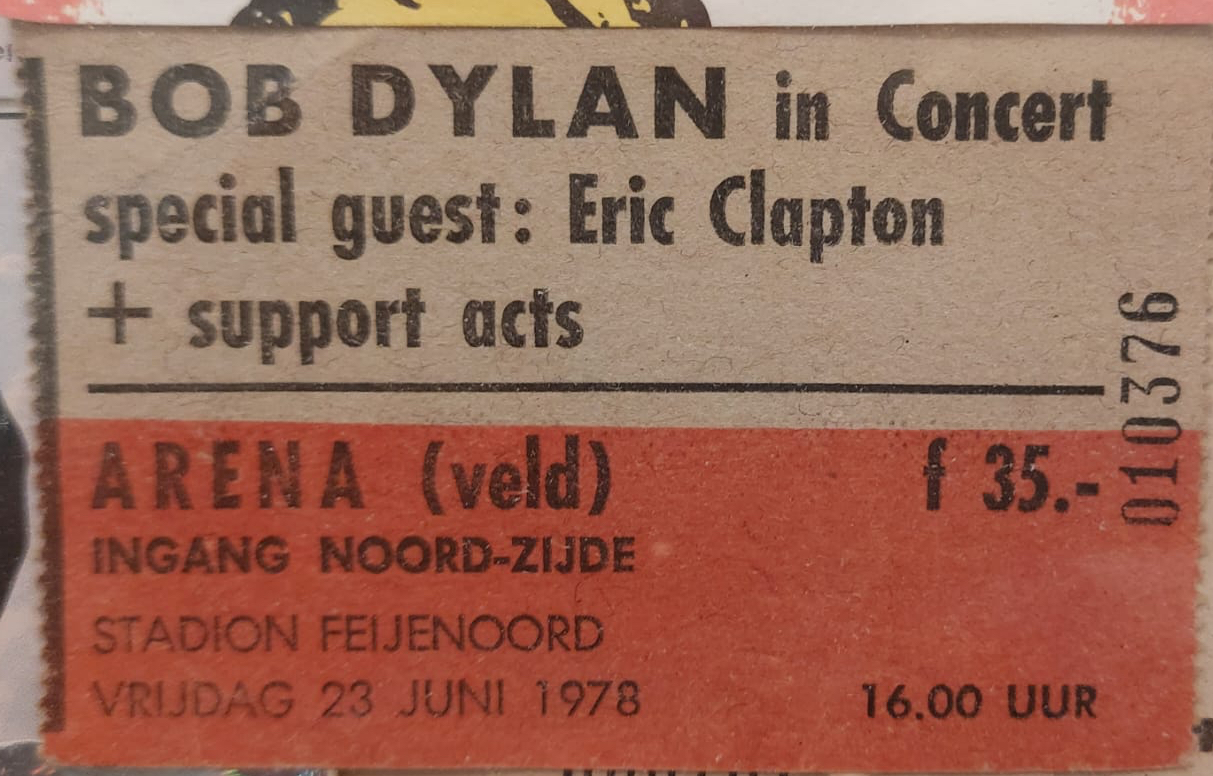 BOB DYLAN in Concert
special guest: Eric Clapton
+ support acts
ARENA (veld) f 35.-
INGANG NOORD-ZIJDE
STADION FEIJENOORD
VRIJDAG 23 JUNI 1978 16.00 UUR
010376